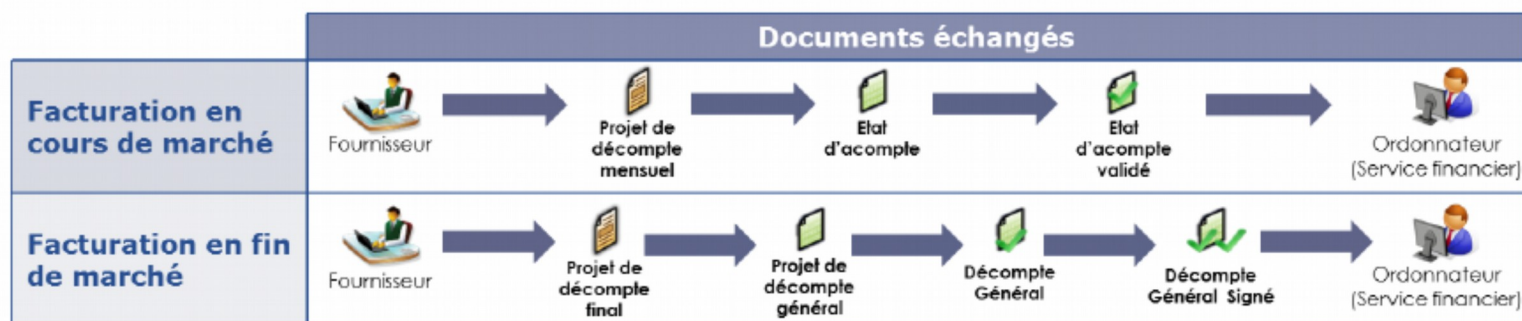 Documents échangés
Facturation en
cours de marché
Fournisseur
Projet de
décompte
mensuel
Etat
d'acompte
Etat
d'acompte
validé
Ordonnateur
(Service financier)
Facturation en fin
de marché
Fournisseur
Projet de
décompte
final
Projet de
décompte
général
Décompte
Général
Décompte
Général Signé
Ordonnateur
(Service financier)